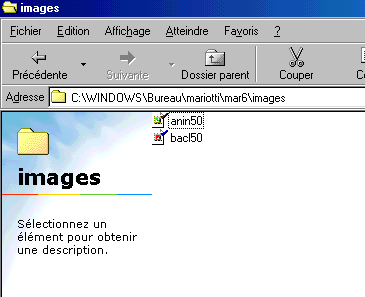 images
Fichier Edition Affichage Atteindre Favoris ?
Précédente Suivante Dossier parent Couper
Adresse C:\WINDOWS\Bureau\mariotti\mar6\images
anin50
bacl50
images
Sélectionnez un
élément pour obtenir
une description.